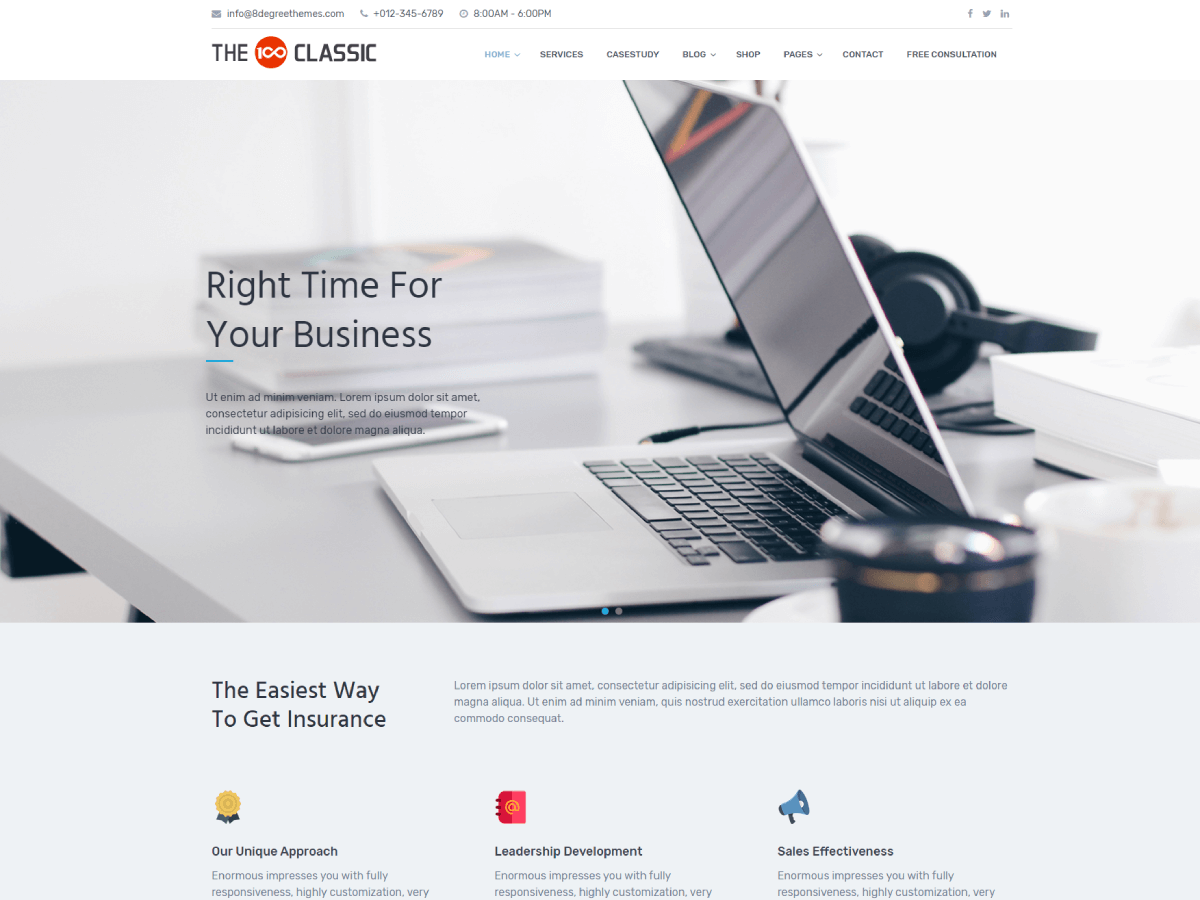 info@8degreethemes.com +012-345-6789 8:00AM - 6:00PM
THE 100 CLASSIC
HOME SERVICES CASESTUDY BLOG SHOP PAGES CONTACT FREE CONSULTATION
Right Time For
Your Business
Ut enim ad minim veniam. Lorem ipsum dolor sit amet,
consectetur adipisicing elit, sed do eiusmod tempor
incididunt ut labore et dolore magna aliqua.
The Easiest Way
To Get Insurance
Lorem ipsum dolor sit amet, consectetur adipisicing elit, sed do eiusmod tempor incididunt ut labore et dolore
magna aliqua. Ut enim ad minim veniam, quis nostrud exercitation ullamco laboris nisi ut aliquip ex ea
commodo consequat.
Our Unique Approach
Enormous impresses you with fully
responsiveness, highly customization, very
Leadership Development
Enormous impresses you with fully
responsiveness, highly customization, very
Sales Effectiveness
Enormous impresses you with fully
responsiveness, highly customization, very